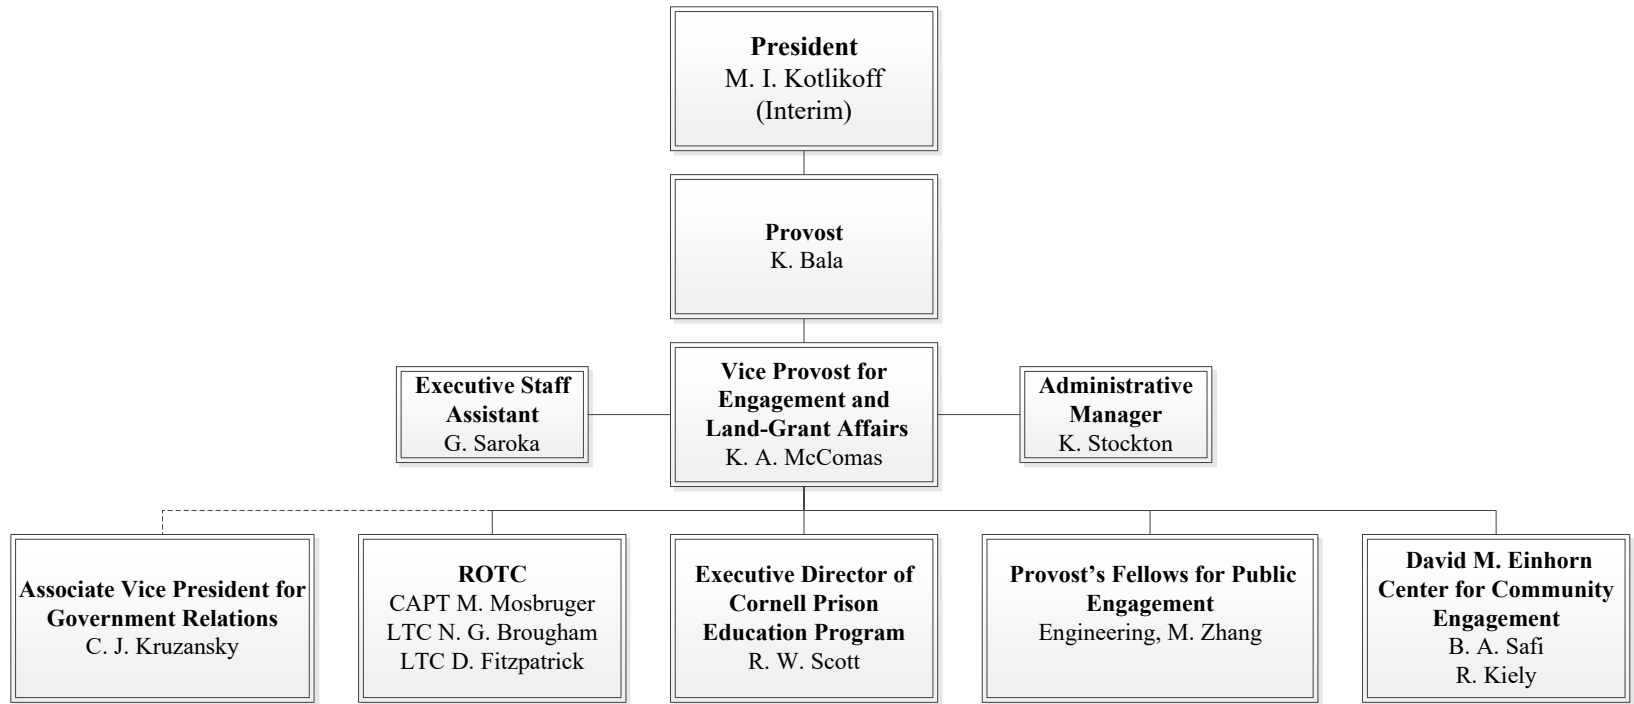 President
M. I. Kotlikoff
(Interim)
Provost
K. Bala
Executive Staff
Assistant
G. Saroka
Vice Provost for
Engagement and
Land-Grant Affairs
K. A. McComas
Administrative
Manager
K. Stockton
Associate Vice President for
Government Relations
C. J. Kruzansky
ROTC
CAPT M. Mosbruger
LTC N. G. Brougham
LTC D. Fitzpatrick
Executive Director of
Cornell Prison
Education Program
R. W. Scott
Provost’s Fellows for Public
Engagement
Engineering, M. Zhang
David M. Einhorn
Center for Community
Engagement
B. A. Safi
R. Kiely